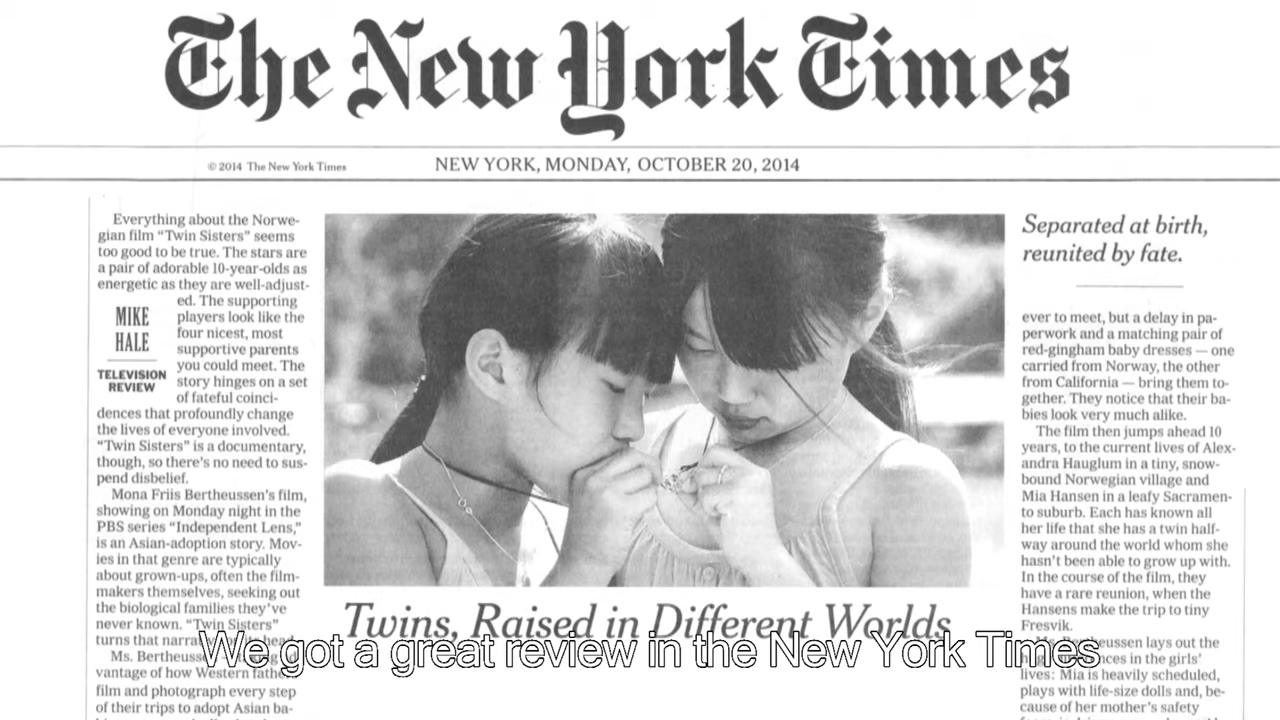 The New York Times
© 2014 The New York Times
NEW YORK, MONDAY, OCTOBER 20, 2014
Everything about the Norwe-
gian film “Twin Sisters” seems
too good to be true. The stars are
a pair of adorable 10-year-olds as
energetic as they are well-adjust-
ed. The supporting
players look like the
four nicest, most
supportive parents
you could meet. The
story hinges on a set
of fateful coinci-
MIKE
HALE
TELEVISION
REVIEW
dences that profoundly change
the lives of everyone involved.
“Twin Sisters” is a documentary,
though, so there’s no need to sus-
pend disbelief.
Mona Friis Bertheussen’s film,
showing on Monday night in the
PBS series “Independent Lens,”
is an Asian-adoption story. Mov-
ies in that genre are typically
about grown-ups, often the film-
makers themselves, seeking out
the biological families they’ve
never known. “Twin Sisters”
turns that head
Ms.
vantage of how Western
film and photograph every step
of their trips to adopt Asian ba-
Twins, Raised in Different Worlds
Separated at birth,
reunited by fate.
ever to meet, but a delay in pa-
perwork and a matching pair of
red-gingham baby dresses — one
carried from Norway, the other
from California — bring them to-
gether. They notice that their ba-
bies look very much alike.
The film then jumps ahead 10
years, to the current lives of Alex-
andra Hauglum in a tiny, snow-
bound Norwegian village and
Mia Hansen in a leafy Sacramen-
to suburb. Each has known all
her life that she has a twin half-
way around the world whom she
hasn’t been able to grow up with.
In the course of the film, they
have a rare reunion, when the
Hansens make the trip to tiny
Fresvik.
Ms. Bertheussen lays out the
in the girls’
lives: Mia is heavily scheduled,
plays with life-size dolls and, be-
cause of her mother’s safety
We got a great review in the New York Times